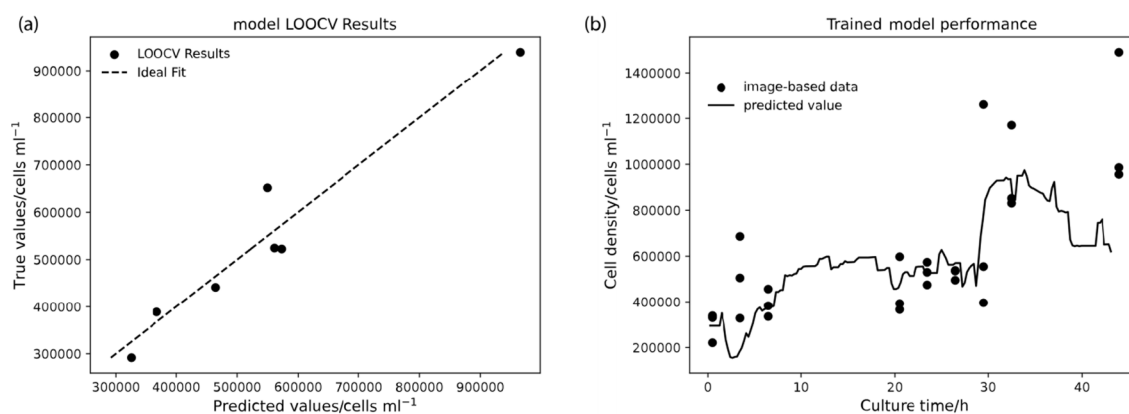 (a)
model LOOCV Results
LOOCV Results
Ideal Fit
900000
800000
700000
600000
500000
400000
300000
True values/cells ml⁻¹
300000 400000 500000 600000 700000 800000 900000
Predicted values/cells ml⁻¹
(b)
Trained model performance
image-based data
predicted value
1400000
1200000
1000000
800000
600000
400000
200000
Cell density/cells ml⁻¹
0 10 20 30 40
Culture time/h